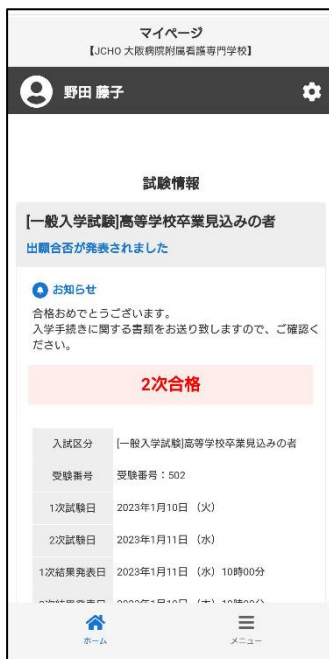 マイページ
【JCHO 大阪病院附属看護専門学校】
野田 藤子
試験情報
[一般入学試験]高等学校卒業見込みの者
出願合否が発表されました
お知らせ
合格おめでとうございます。
入学手続きに関する書類をお送り致しますので、ご確認く
ださい。
2次合格
入試区分 [一般入学試験]高等学校卒業見込みの者
受験番号 受験番号：502
1次試験日 2023年1月10日 （火）
2次試験日 2023年1月11日 （水）
1次結果発表日 2023年1月11日 （水）10時00分
ホーム
メニュー